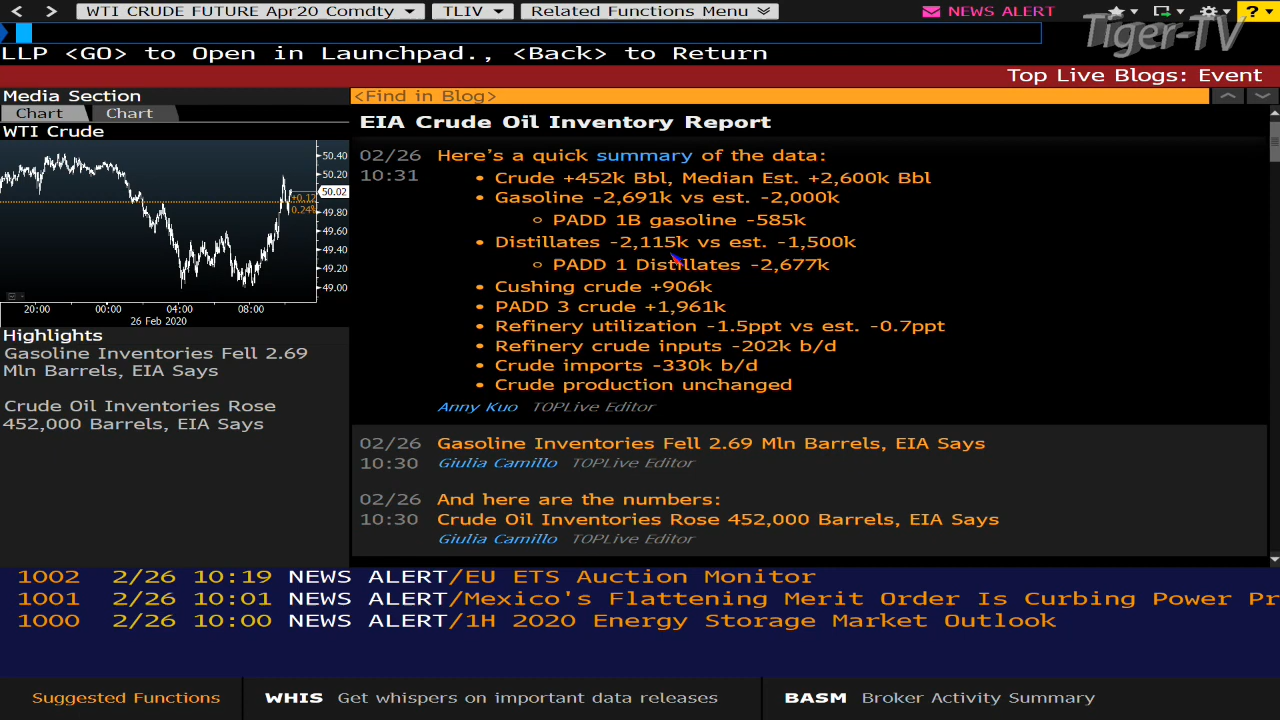 WTI CRUDE FUTURE Apr20 Comdty
TLIV
Related Functions Menu
NEWS ALERT
?
Tiger-TV
LLP <GO> to Open in Launchpad., <Back> to Return
Top Live Blogs: Event
Media Section
<Find in Blog>
Chart
Chart
WTI Crude
50.40
50.20
50.02
+0.12
0.24%
49.80
49.60
49.40
49.20
49.00
20:00
00:00
04:00
08:00
26 Feb 2020
Highlights
Gasoline Inventories Fell 2.69
Mln Barrels, EIA Says
Crude Oil Inventories Rose
452,000 Barrels, EIA Says
EIA Crude Oil Inventory Report
02/26 Here's a quick summary of the data:
10:31 • Crude +452k Bbl, Median Est. +2,600k Bbl
• Gasoline -2,691k vs est. -2,000k
○ PADD 1B gasoline -585k
• Distillates -2,115k vs est. -1,500k
○ PADD 1 Distillates -2,677k
• Cushing crude +906k
• PADD 3 crude +1,961k
• Refinery utilization -1.5ppt vs est. -0.7ppt
• Refinery crude inputs -202k b/d
• Crude imports -330k b/d
• Crude production unchanged
Anny Kuo TOPLive Editor
02/26 Gasoline Inventories Fell 2.69 Mln Barrels, EIA Says
10:30 Giulia Camillo TOPLive Editor
02/26 And here are the numbers:
10:30 Crude Oil Inventories Rose 452,000 Barrels, EIA Says
Giulia Camillo TOPLive Editor
1002 2/26 10:19 NEWS ALERT/EU ETS Auction Monitor
1001 2/26 10:01 NEWS ALERT/Mexico's Flattening Merit Order Is Curbing Power Pr
1000 2/26 10:00 NEWS ALERT/1H 2020 Energy Storage Market Outlook
Suggested Functions
WHIS Get whispers on important data releases
BASM Broker Activity Summary